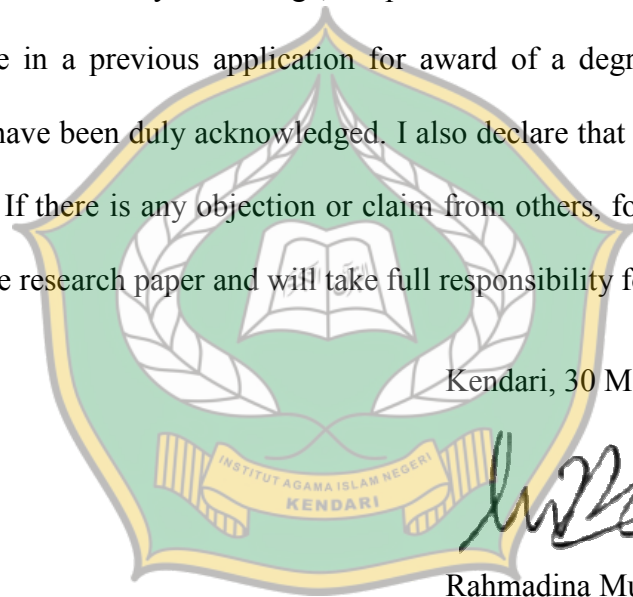 e in a previous application for award of a degr
have been duly acknowledged. I also declare that
If there is any objection or claim from others, fo
e research paper and will take full responsibility fo
Kendari, 30 M
INSTITUT AGAMA ISLAM NEGERI
KENDARI
Rahmadina Mu